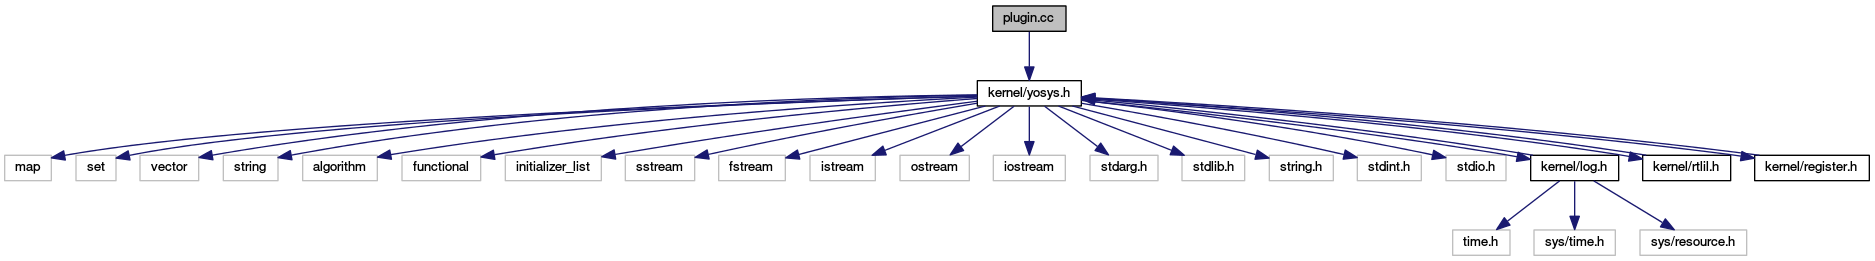 plugin.cc
kernel/yosys.h
map set vector string algorithm functional initializer_list sstream fstream istream ostream iostream stdarg.h stdlib.h string.h stdint.h stdio.h kernel/log.h kernel/rtlil.h kernel/register.h
time.h sys/time.h sys/resource.h